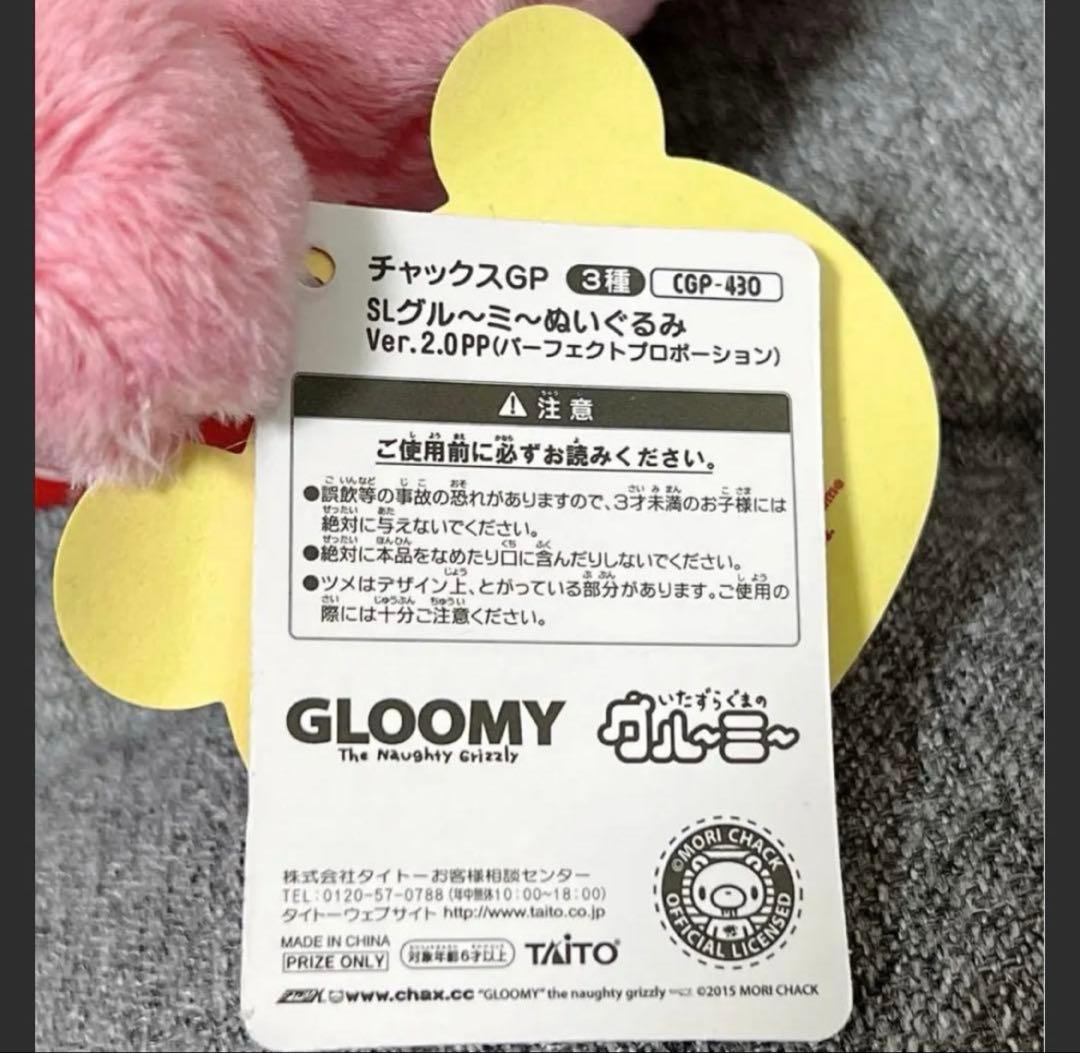 チャックスGP 3種 CGP-430
SLグル〜ミ〜ぬいぐるみ
Ver.2.0PP(パーフェクトプロポーション)
注意
ご使用前に必ずお読みください。
●誤飲等の事故の恐れがありますので、3才未満のお子様には
絶対に与えないでください。
●絶対に本品をなめたり口に含んだりしないでください。
●ツメはデザイン上、とがっている部分があります。ご使用の
際には十分ご注意ください。
GLOOMY
The Naughty Grizzly
いたずらぐまの
グル〜ミ〜
©MORI CHACK
OFFICIAL LICENSED
株式会社タイトーお客様相談センター
TEL:0120-57-0788(年中無休10:00~18:00)
タイトーウェブサイト http://www.taito.co.jp
MADE IN CHINA
PRIZE ONLY
対象年齢6才以上
TAITO®
www.chax.cc "GLOOMY" the naughty grizzly ©2015 MORI CHACK